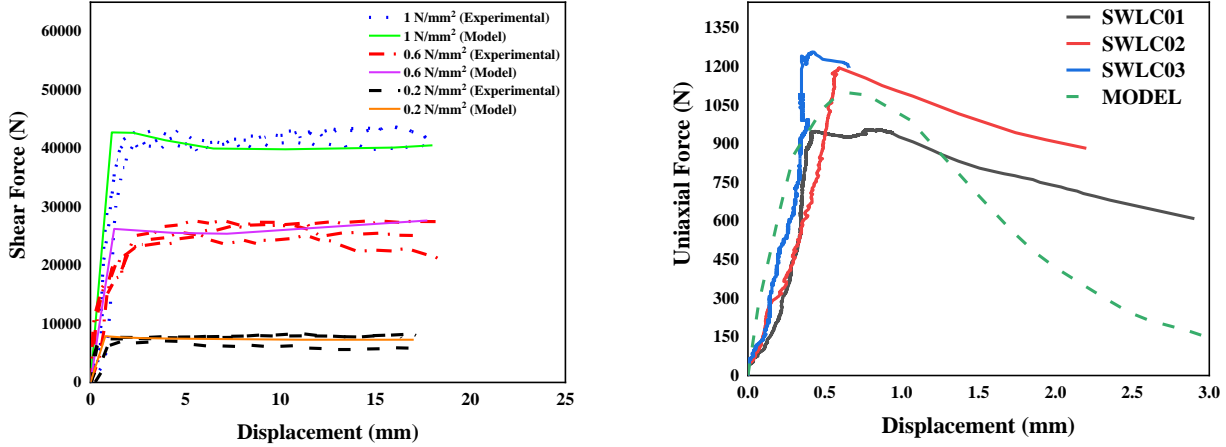 60000
50000
40000
30000
20000
10000
0
0
5
10
15
20
25
Shear Force (N)
Displacement (mm)
1 N/mm² (Experimental)
1 N/mm² (Model)
0.6 N/mm² (Experimental)
0.6 N/mm² (Model)
0.2 N/mm² (Experimental)
0.2 N/mm² (Model)
1450
1300
1200
1050
900
750
600
450
300
150
0
0.0
0.5
1.0
1.5
2.0
2.5
3.0
Uniaxial Force (N)
Displacement (mm)
SWLC01
SWLC02
SWLC03
MODEL